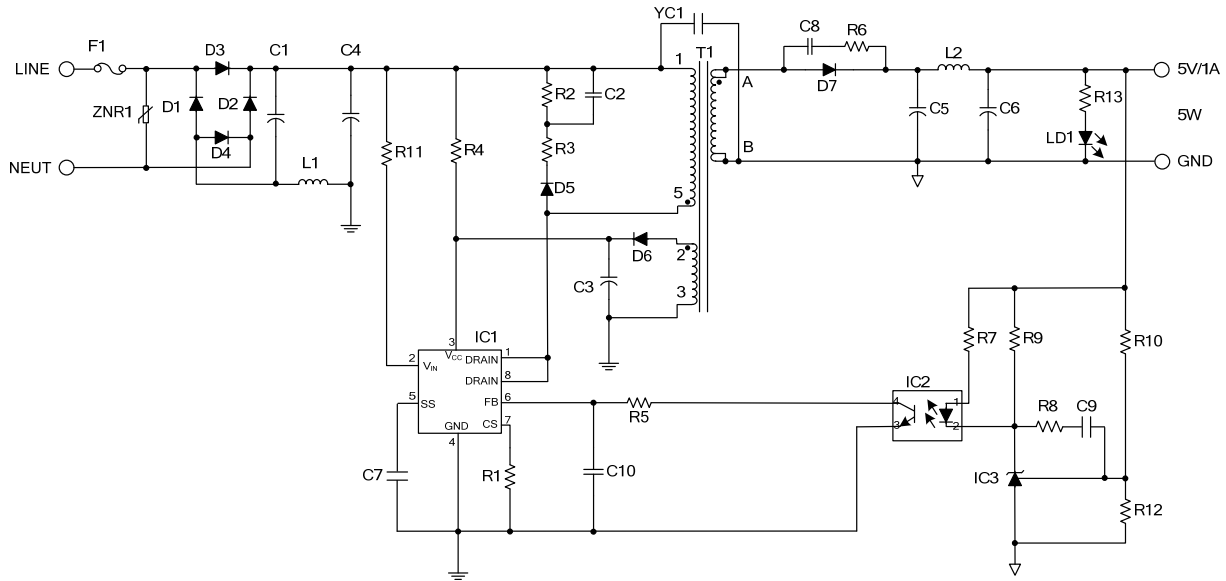 YC1
F1
D3
C1
C4
1
T1
C8
R6
L2
LINE
5V/1A
D7
A
ZNR1
D1
D2
R2
C2
C5
C6
R13
5W
D4
R11
R4
R3
LD1
B
NEUT
L1
D5
5
GND
2
D6
C3
3
3
IC1
R7
R9
R10
2
VCC
DRAIN
1
VIN
DRAIN
8
IC2
5
SS
FB
6
R5
4
1
R8
C9
GND
CS
7
3
2
4
C7
R1
C10
IC3
R12